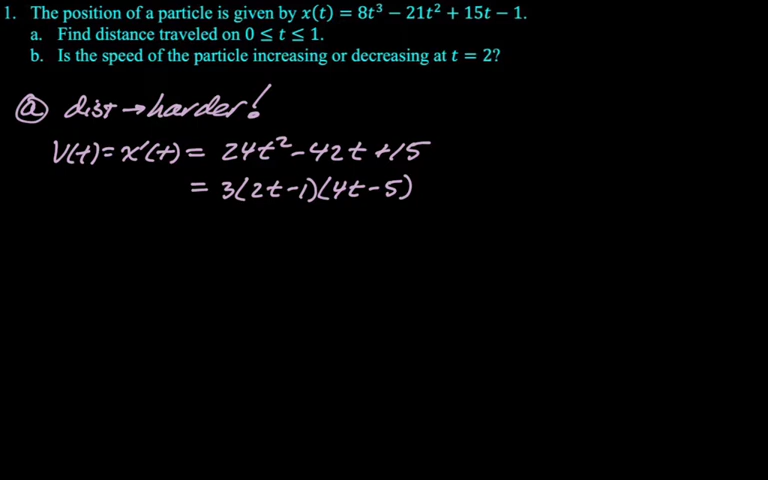 1. The position of a particle is given by x(t) = 8t³ − 21t² + 15t − 1.
a. Find distance traveled on 0 ≤ t ≤ 1.
b. Is the speed of the particle increasing or decreasing at t = 2?
ⓐ dist → harder!
V(t) = x'(t) = 24t² − 42t + 15
= 3(2t − 1)(4t − 5)